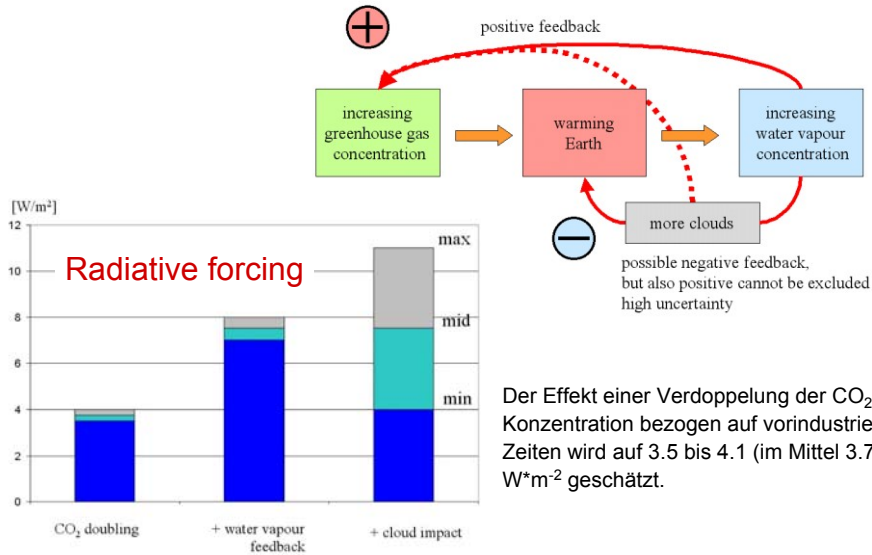 positive feedback
+
increasing
greenhouse gas
concentration
warming
Earth
increasing
water vapour
concentration
more clouds
−
possible negative feedback,
but also positive cannot be excluded
high uncertainty
[W/m²]
12
10
8
6
4
2
0
Radiative forcing
max
mid
min
CO₂ doubling
+ water vapour
feedback
+ cloud impact
Der Effekt einer Verdoppelung der CO₂
Konzentration bezogen auf vorindustrie
Zeiten wird auf 3.5 bis 4.1 (im Mittel 3.7
W*m⁻² geschätzt.